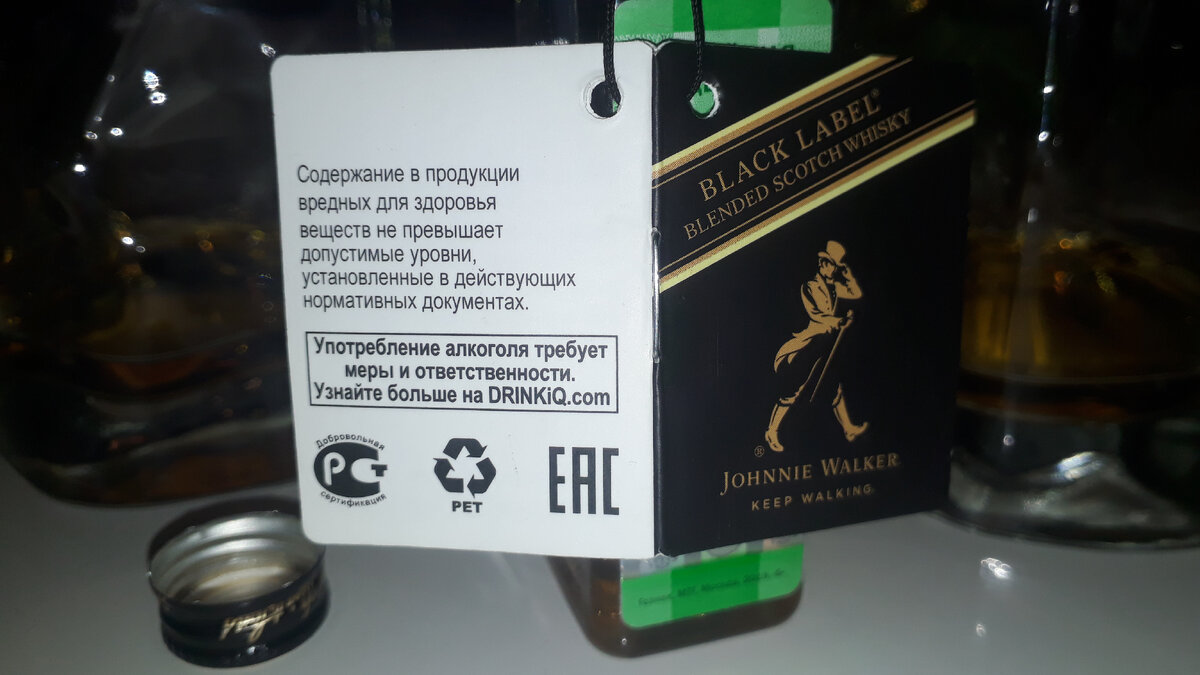 Содержание в продукции
вредных для здоровья
веществ не превышает
допустимые уровни,
установленные в действующих
нормативных документах.
Употребление алкоголя требует
меры и ответственности.
Узнайте больше на DRINKiQ.com
Добровольная
РСТ
сертификация
PET
EAC
BLACK LABEL®
BLENDED SCOTCH WHISKY
®
JOHNNIE WALKER
KEEP WALKING.